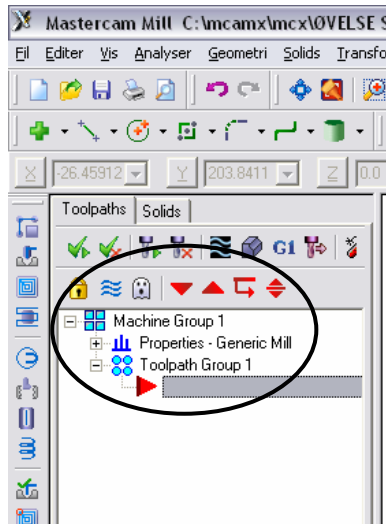 Mastercam Mill C:\mcamx\mcx\ØVELSE S
Fil Editer Vis Analyser Geometri Solids Transfo
X -26.45912 Y 203.8411 Z 0.0
Toolpaths Solids
G1
Machine Group 1
Properties - Generic Mill
Toolpath Group 1